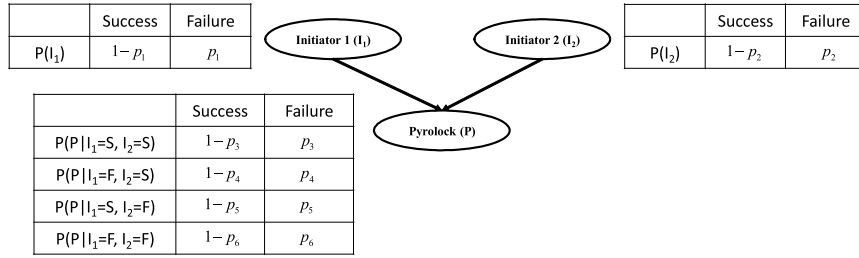 Success Failure
P(I₁) 1−p₁ p₁
Initiator 1 (I₁)
Initiator 2 (I₂)
Success Failure
P(I₂) 1−p₂ p₂
Pyrolock (P)
Success Failure
P(P|I₁=S, I₂=S) 1−p₃ p₃
P(P|I₁=F, I₂=S) 1−p₄ p₄
P(P|I₁=S, I₂=F) 1−p₅ p₅
P(P|I₁=F, I₂=F) 1−p₆ p₆